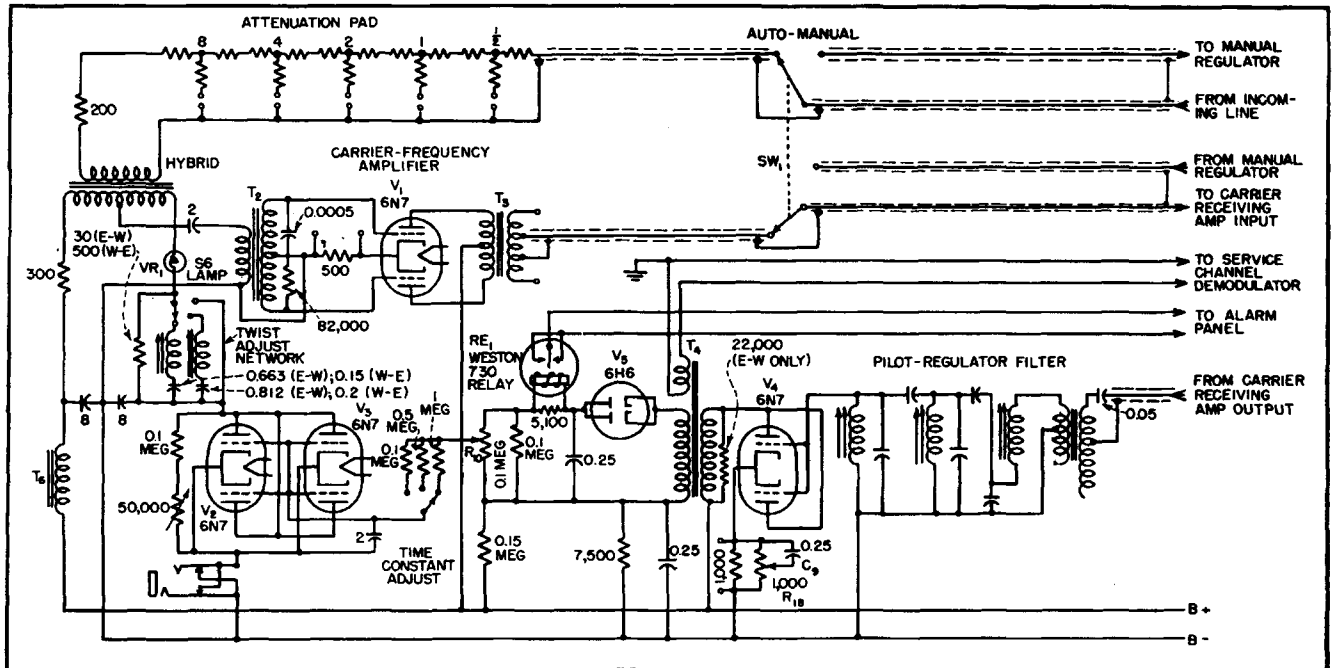 ATTENUATION PAD
8 4 2 1 1/2
AUTO-MANUAL
TO MANUAL
REGULATOR
FROM INCOM-
ING LINE
200
HYBRID
CARRIER-FREQUENCY
AMPLIFIER
SW1
FROM MANUAL
REGULATOR
TO CARRIER
RECEIVING
AMP INPUT
2
T2
0.0005
V1
6N7
T3
30 (E-W)
500 (W-E)
VR1
S6
LAMP
300
500
82,000
TO SERVICE
CHANNEL
DEMODULATOR
TO ALARM
PANEL
TWIST
ADJUST
NETWORK
0.663 (E-W); 0.15 (W-E)
0.812 (E-W); 0.2 (W-E)
8 8
RE1
WESTON
730
RELAY
V5
6H6
T4
22,000
(E-W ONLY)
V4
6N7
PILOT-REGULATOR FILTER
FROM CARRIER
RECEIVING
AMP OUTPUT
0.05
0.1
MEG
50,000
V2
6N7
V3
6N7
0.1
MEG
0.5
MEG,
1
MEG
0.1 MEG
0.1
MEG
5,100
0.25
2
TIME
CONSTANT
ADJUST
0.15
MEG
7,500
0.25
1,000
1,000
R18
0.25
C9
B+
B-